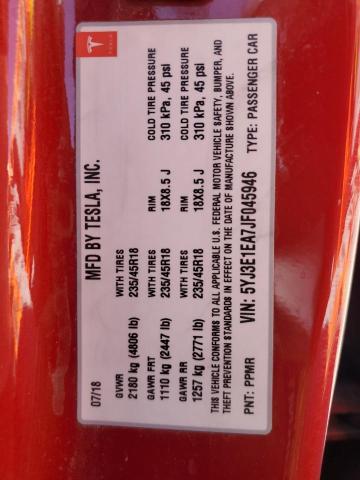 TESLA
MFD BY TESLA, INC.
07/18
GVWR WITH TIRES RIM COLD TIRE PRESSURE
2180 kg (4806 lb) 235/45R18 18X8.5 J 310 kPa, 45 psi
GAWR FRT WITH TIRES RIM COLD TIRE PRESSURE
1110 kg (2447 lb) 235/45R18 18X8.5 J 310 kPa, 45 psi
GAWR RR
1257 kg (2771 lb)
THIS VEHICLE CONFORMS TO ALL APPLICABLE U.S. FEDERAL MOTOR VEHICLE SAFETY, BUMPER, AND
THEFT PREVENTION STANDARDS IN EFFECT ON THE DATE OF MANUFACTURE SHOWN ABOVE.
VIN: 5YJ3E1EA7JF045946
PNT: PPMR TYPE: PASSENGER CAR